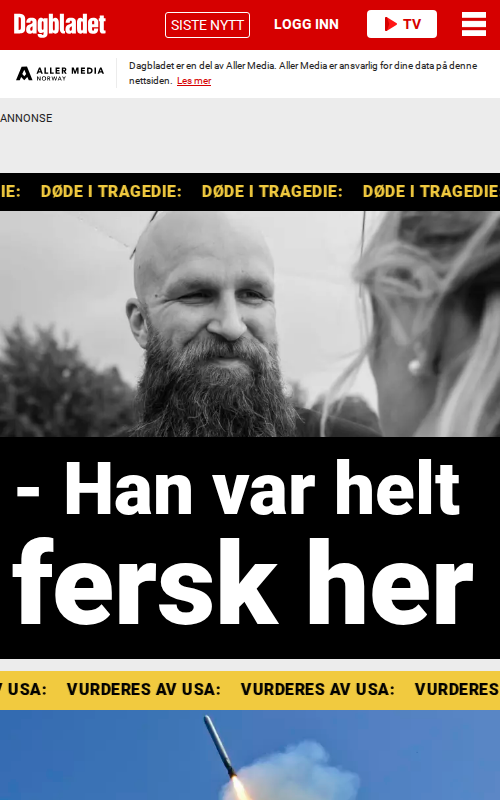 Dagbladet
SISTE NYTT
LOGG INN
TV
ALLER MEDIA
NORWAY
Dagbladet er en del av Aller Media. Aller Media er ansvarlig for dine data på denne
nettsiden. Les mer
ANNONSE
IE: DØDE I TRAGEDIE: DØDE I TRAGEDIE: DØDE I TRAGEDIE
- Han var helt
fersk her
V USA: VURDERES AV USA: VURDERES AV USA: VURDERES